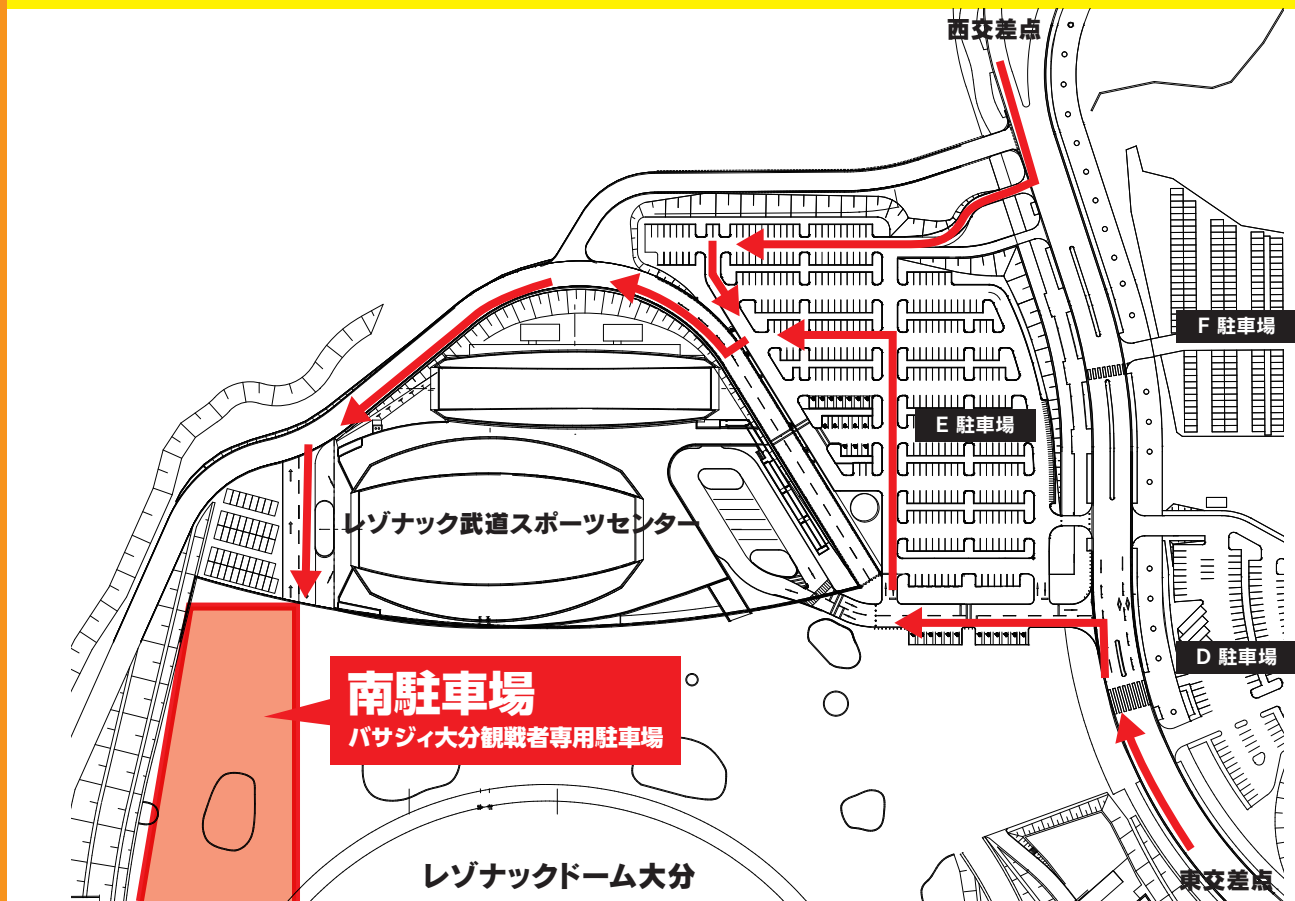 西交差点
F 駐車場
E 駐車場
レゾナック武道スポーツセンター
D 駐車場
南駐車場
バサジィ大分観戦者専用駐車場
レゾナックドーム大分
東交差点